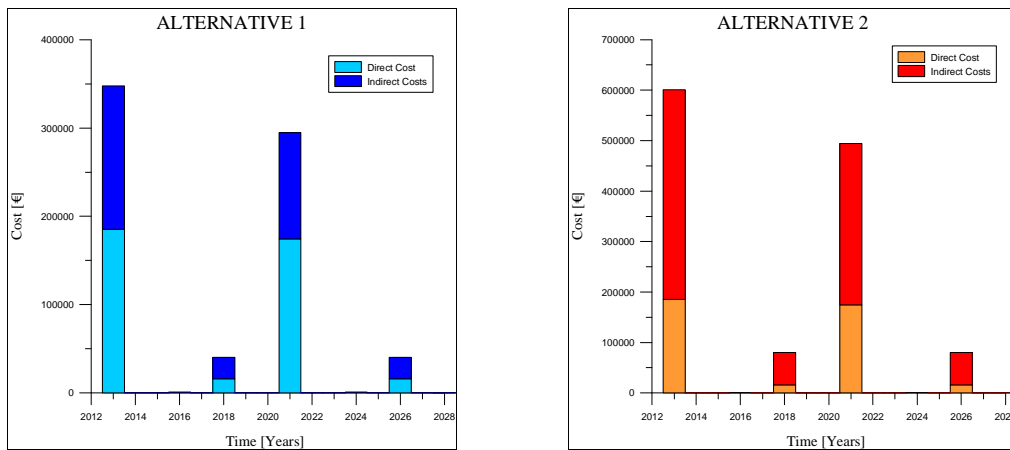 ALTERNATIVE 1
400000
300000
200000
100000
0
Cost [€]
Direct Cost
Indirect Costs
2012 2014 2016 2018 2020 2022 2024 2026 2028
Time [Years]
ALTERNATIVE 2
700000
600000
500000
400000
300000
200000
100000
0
Cost [€]
Direct Cost
Indirect Costs
2012 2014 2016 2018 2020 2022 2024 2026
Time [Years]